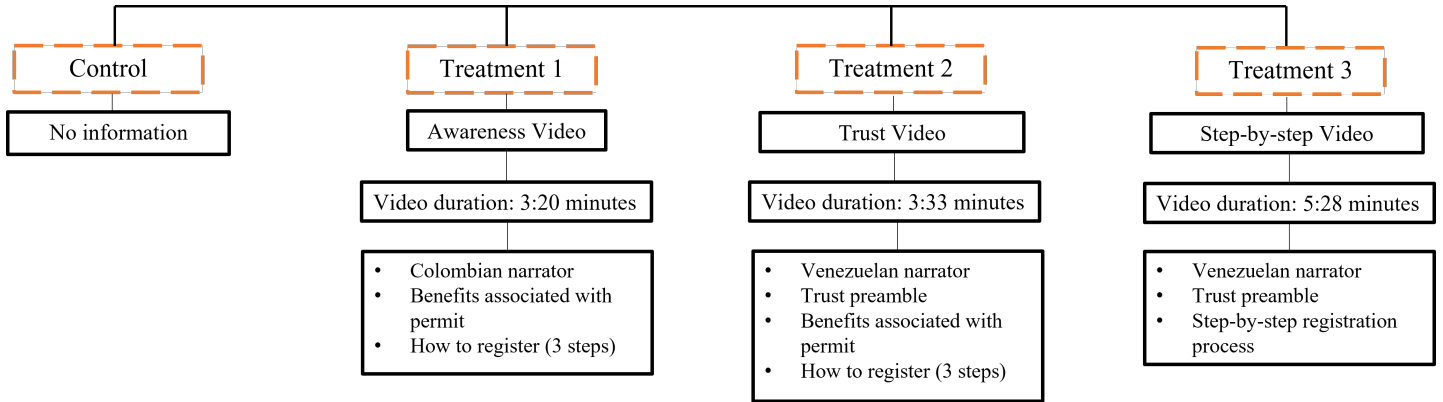 Control
No information
Treatment 1
Awareness Video
Video duration: 3:20 minutes
• Colombian narrator
• Benefits associated with
permit
• How to register (3 steps)
Treatment 2
Trust Video
Video duration: 3:33 minutes
• Venezuelan narrator
• Trust preamble
• Benefits associated with
permit
• How to register (3 steps)
Treatment 3
Step-by-step Video
Video duration: 5:28 minutes
• Venezuelan narrator
• Trust preamble
• Step-by-step registration
process